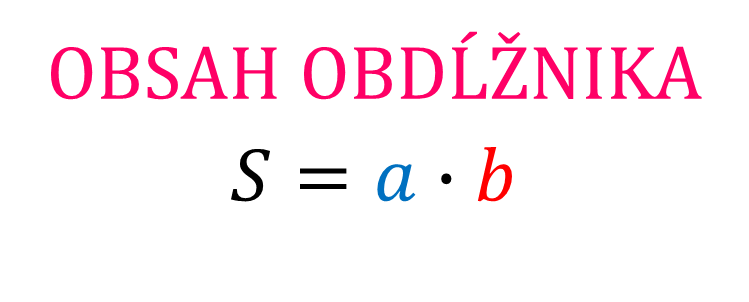 OBSAH OBDĹŽNIKA
S = a · b